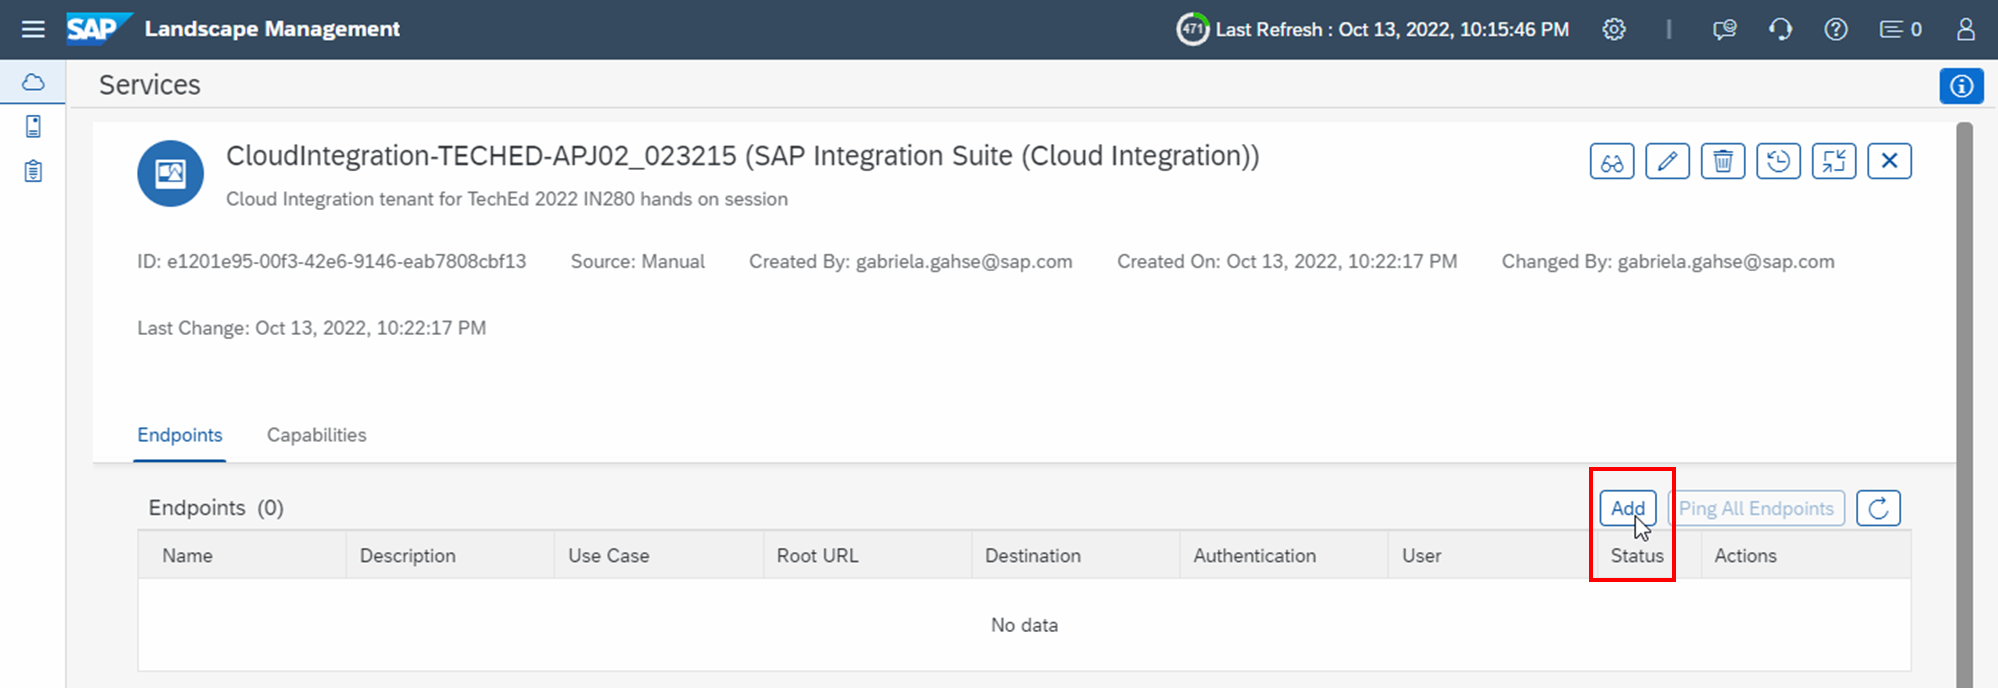 SAP Landscape Management 471 Last Refresh : Oct 13, 2022, 10:15:46 PM | 0
Services
CloudIntegration-TECHED-APJ02_023215 (SAP Integration Suite (Cloud Integration))
Cloud Integration tenant for TechEd 2022 IN280 hands on session
ID: e1201e95-00f3-42e6-9146-eab7808cbf13 Source: Manual Created By: gabriela.gahse@sap.com Created On: Oct 13, 2022, 10:22:17 PM Changed By: gabriela.gahse@sap.com
Last Change: Oct 13, 2022, 10:22:17 PM
Endpoints Capabilities
Endpoints (0) Add Ping All Endpoints
Name Description Use Case Root URL Destination Authentication User Status Actions
No data